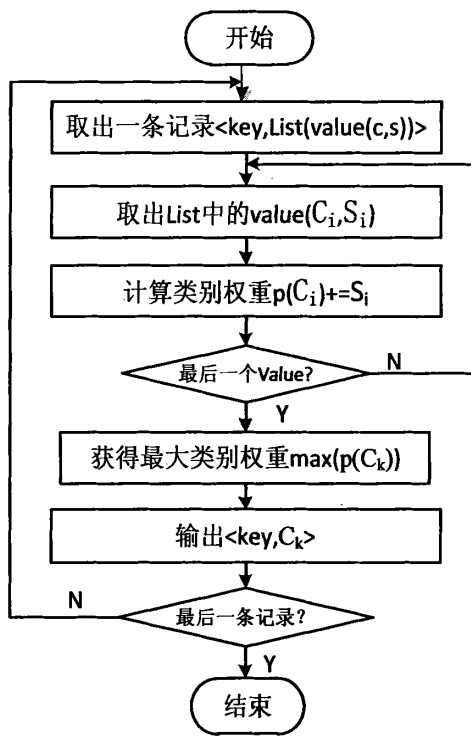 开始
取出一条记录<key,List(value(c,s))>
取出List中的value(Cᵢ,Sᵢ)
计算类别权重p(Cᵢ)+=Sᵢ
最后一个Value?
N
Y
获得最大类别权重max(p(Cₖ))
输出<key,Cₖ>
N
最后一条记录?
Y
结束